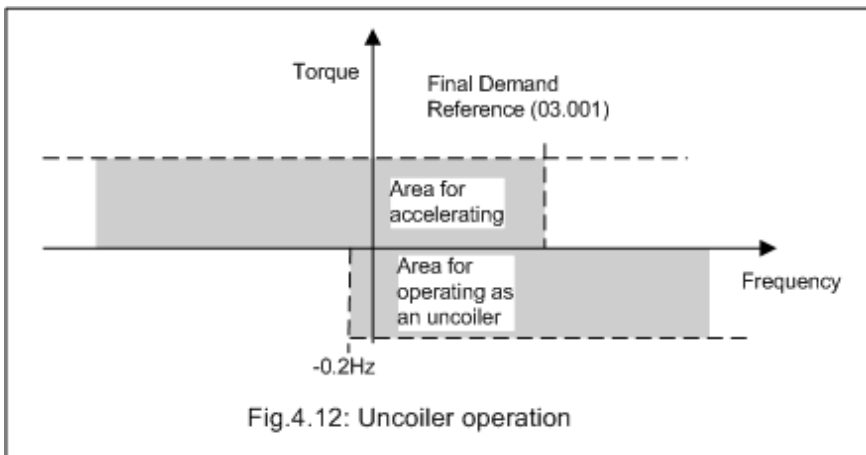 Torque
Final Demand
Reference (03.001)
Area for
accelerating
Area for
operating as
an uncoiler
Frequency
-0.2Hz
Fig.4.12: Uncoiler operation